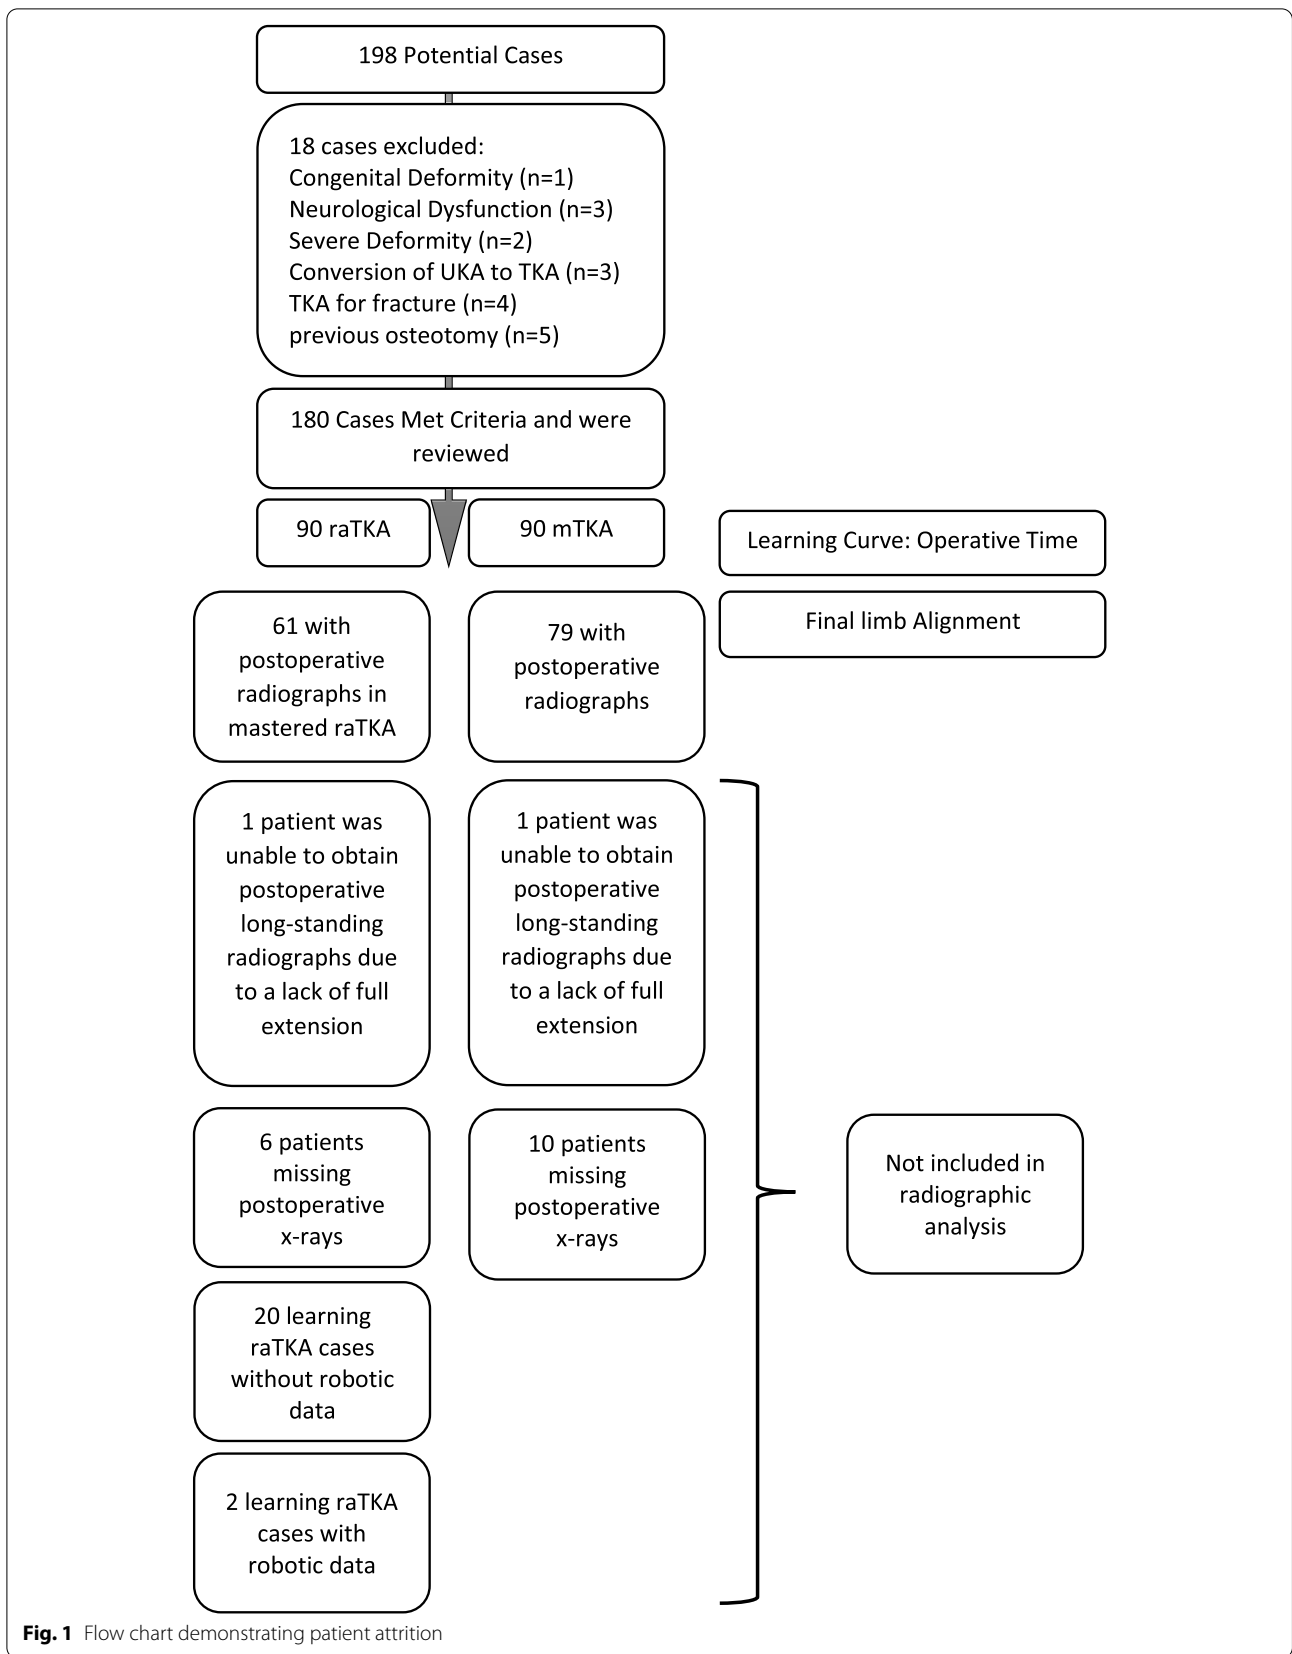 198 Potential Cases
18 cases excluded:
Congenital Deformity (n=1)
Neurological Dysfunction (n=3)
Severe Deformity (n=2)
Conversion of UKA to TKA (n=3)
TKA for fracture (n=4)
previous osteotomy (n=5)
180 Cases Met Criteria and were
reviewed
90 raTKA
90 mTKA
Learning Curve: Operative Time
61 with
postoperative
radiographs in
mastered raTKA
79 with
postoperative
radiographs
Final limb Alignment
1 patient was
unable to obtain
postoperative
long-standing
radiographs due
to a lack of full
extension
1 patient was
unable to obtain
postoperative
long-standing
radiographs due
to a lack of full
extension
6 patients
missing
postoperative
x-rays
10 patients
missing
postoperative
x-rays
Not included in
radiographic
analysis
20 learning
raTKA cases
without robotic
data
2 learning raTKA
cases with
robotic data
Fig. 1 Flow chart demonstrating patient attrition